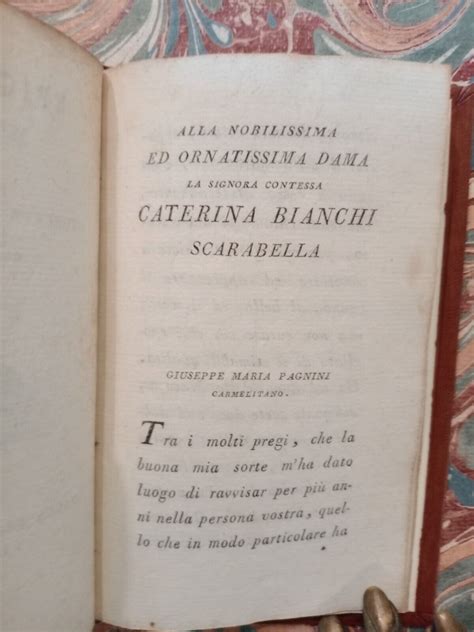 ALLA NOBILISSIMA
ED ORNATISSIMA DAMA
LA SIGNORA CONTESSA
CATERINA BIANCHI
SCARABELLA
GIUSEPPE MARIA PAGNINI
CARMELITANO.
Tra i molti pregi, che la
buona mia sorte m'ha dato
luogo di ravvisar per più an-
ni nella persona vostra, quel-
lo che in modo particolare ha